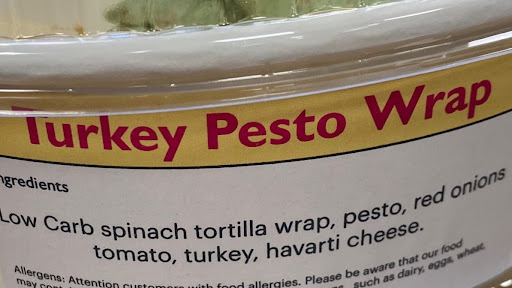 Turkey Pesto Wrap
ngredients
Low Carb spinach tortilla wrap, pesto, red onions
tomato, turkey, havarti cheese.
Allergens: Attention customers with food allergies. Please be aware that our food
may such as dairy, eggs, wheat,